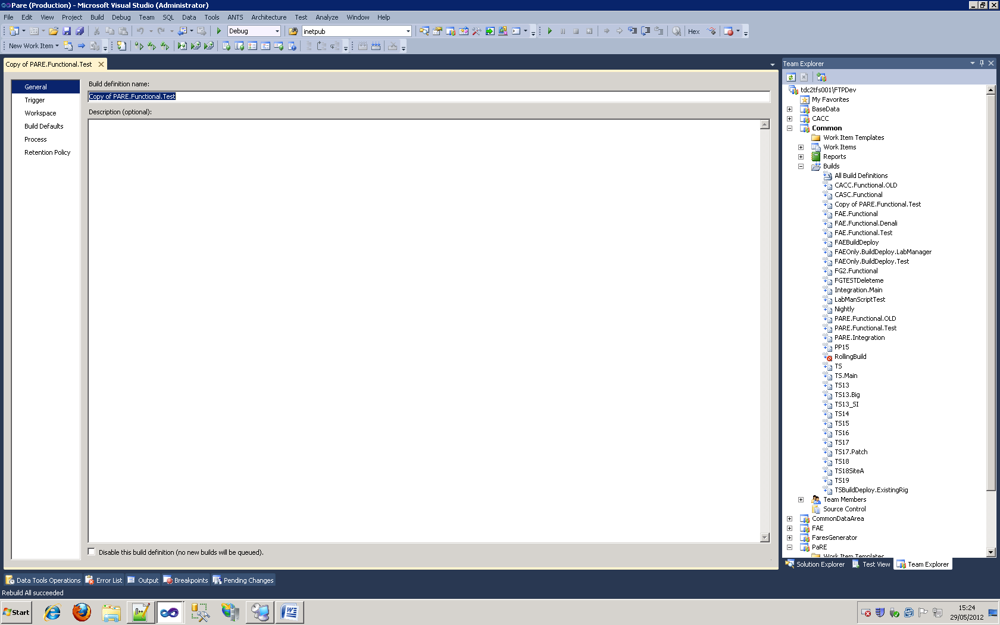 Pare (Production) - Microsoft Visual Studio (Administrator)
File Edit View Project Build Debug Team SQL Data Tools ANTS Architecture Test Analyze Window Help
Debug inetpub Hex
New Work Item
Copy of PARE.Functional.Test
General
Trigger
Workspace
Build Defaults
Process
Retention Policy
Build definition name:
Copy of PARE.Functional.Test
Description (optional):
Disable this build definition (no new builds will be queued).
Team Explorer
tdc2tfs001\FTPDev
My Favorites
BaseData
CACC
Common
Work Item Templates
Work Items
Reports
Builds
All Build Definitions
CACC.Functional.OLD
CASC.Functional
Copy of PARE.Functional.Test
FAE.Functional
FAE.Functional.Denali
FAE.Functional.Test
FAEBuildDeploy
FAEOnly.BuildDeploy.LabManager
FAEOnly.BuildDeploy.Test
FG2.Functional
FGTESTDeleteme
Integration.Main
LabManScriptTest
Nightly
PARE.Functional.OLD
PARE.Functional.Test
PARE.Integration
PP15
RollingBuild
TS
TS.Main
TS13
TS13.Big
TS13_SI
TS14
TS15
TS16
TS17
TS17.Patch
TS18
TS18SiteA
TS19
TSBuildDeploy.ExistingRig
Team Members
Source Control
CommonDataArea
FAE
FaresGenerator
PaRE
Work Item Templates
Solution Explorer Test View Team Explorer
Data Tools Operations Error List Output Breakpoints Pending Changes
Rebuild All succeeded
Start
15:24
29/05/2012